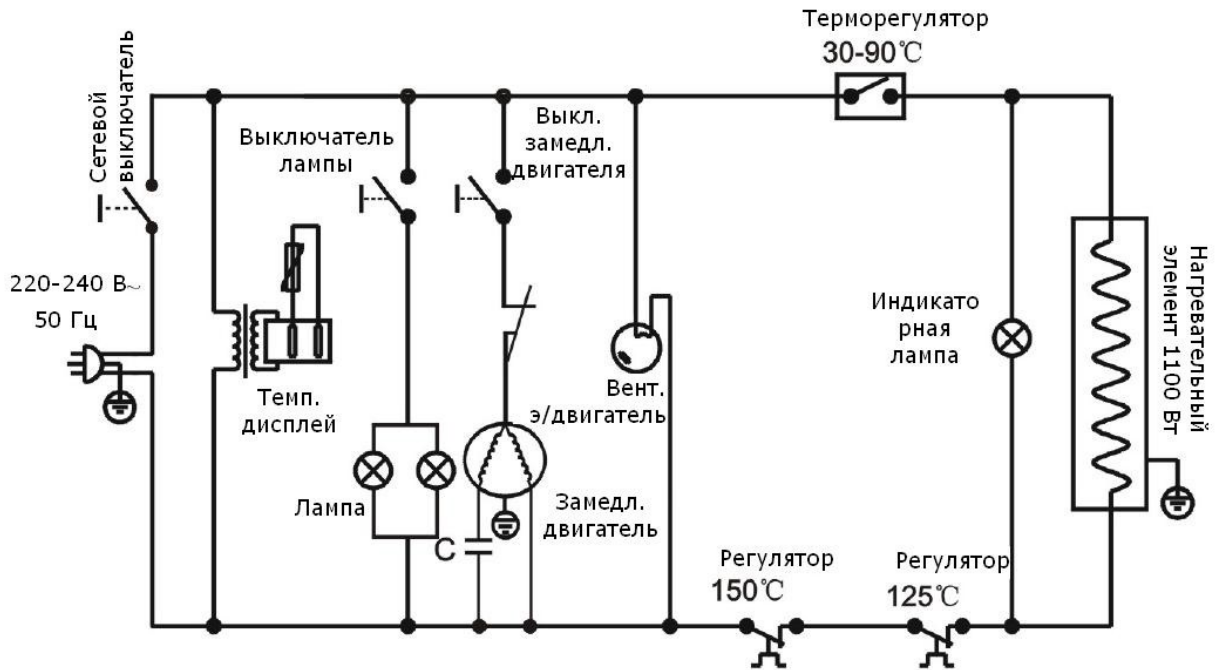 Терморегулятор
30-90℃
Сетевой
выключатель
Выключатель
лампы
Выкл.
замедл.
двигателя
220-240 В~
50 Гц
Темп.
дисплей
Вент.
э/двигатель
Индикато
рная
лампа
Нагревательный
элемент 1100 Вт
Лампа
С
Замедл.
двигатель
Регулятор
150℃
Регулятор
125℃